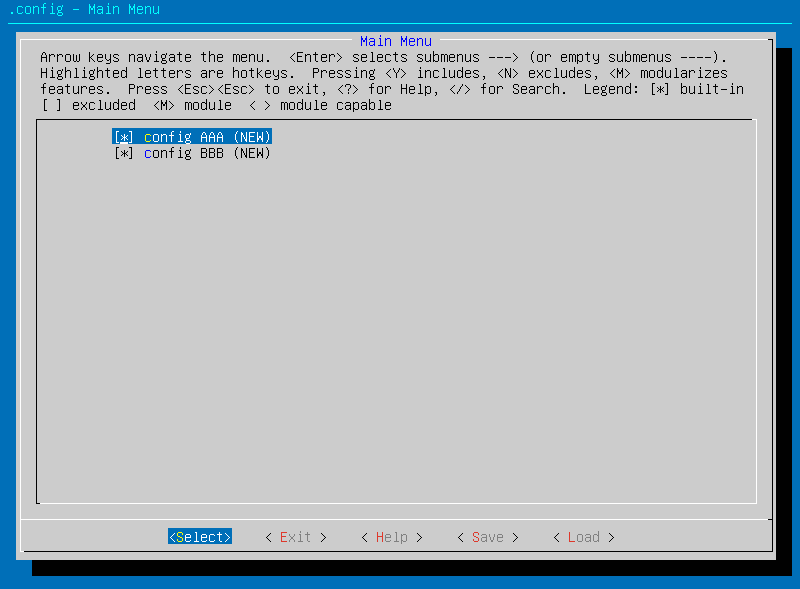 .config - Main Menu
Main Menu
Arrow keys navigate the menu.  <Enter> selects submenus ---> (or empty submenus ----).
Highlighted letters are hotkeys.  Pressing <Y> includes, <N> excludes, <M> modularizes
features.  Press <Esc><Esc> to exit, <?> for Help, </> for Search.  Legend: [*] built-in
[ ] excluded  <M> module  < > module capable
[*] config AAA (NEW)
[*] config BBB (NEW)
<Select>    < Exit >    < Help >    < Save >    < Load >